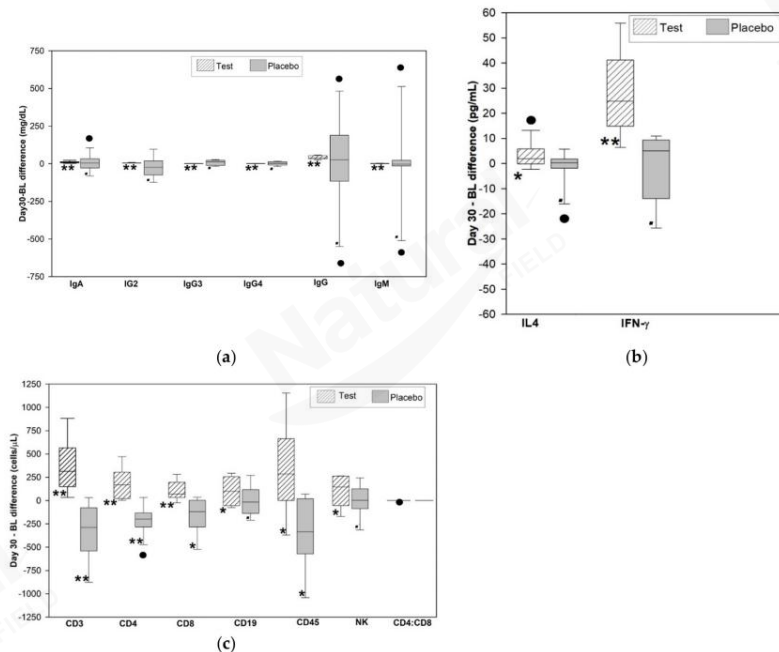 750
500
250
0
-250
-500
-750
Day30-BL difference (mg/dL)
Test
Placebo
**
**
**
**
**
**
IgA
IG2
IgG3
IgG4
IgG
IgM
(a)
60
50
40
30
20
10
0
-10
-20
-30
-40
-50
-60
Day 30 - BL difference (pg/mL)
Test
Placebo
*
**
IL4
IFN-γ
(b)
1250
1000
750
500
250
0
-250
-500
-750
-1000
-1250
Day 30 - BL difference (cells/μL)
Test
Placebo
**
**
**
**
**
*
*
*
*
*
CD3
CD4
CD8
CD19
CD45
NK
CD4:CD8
(c)
Natural
FIELD